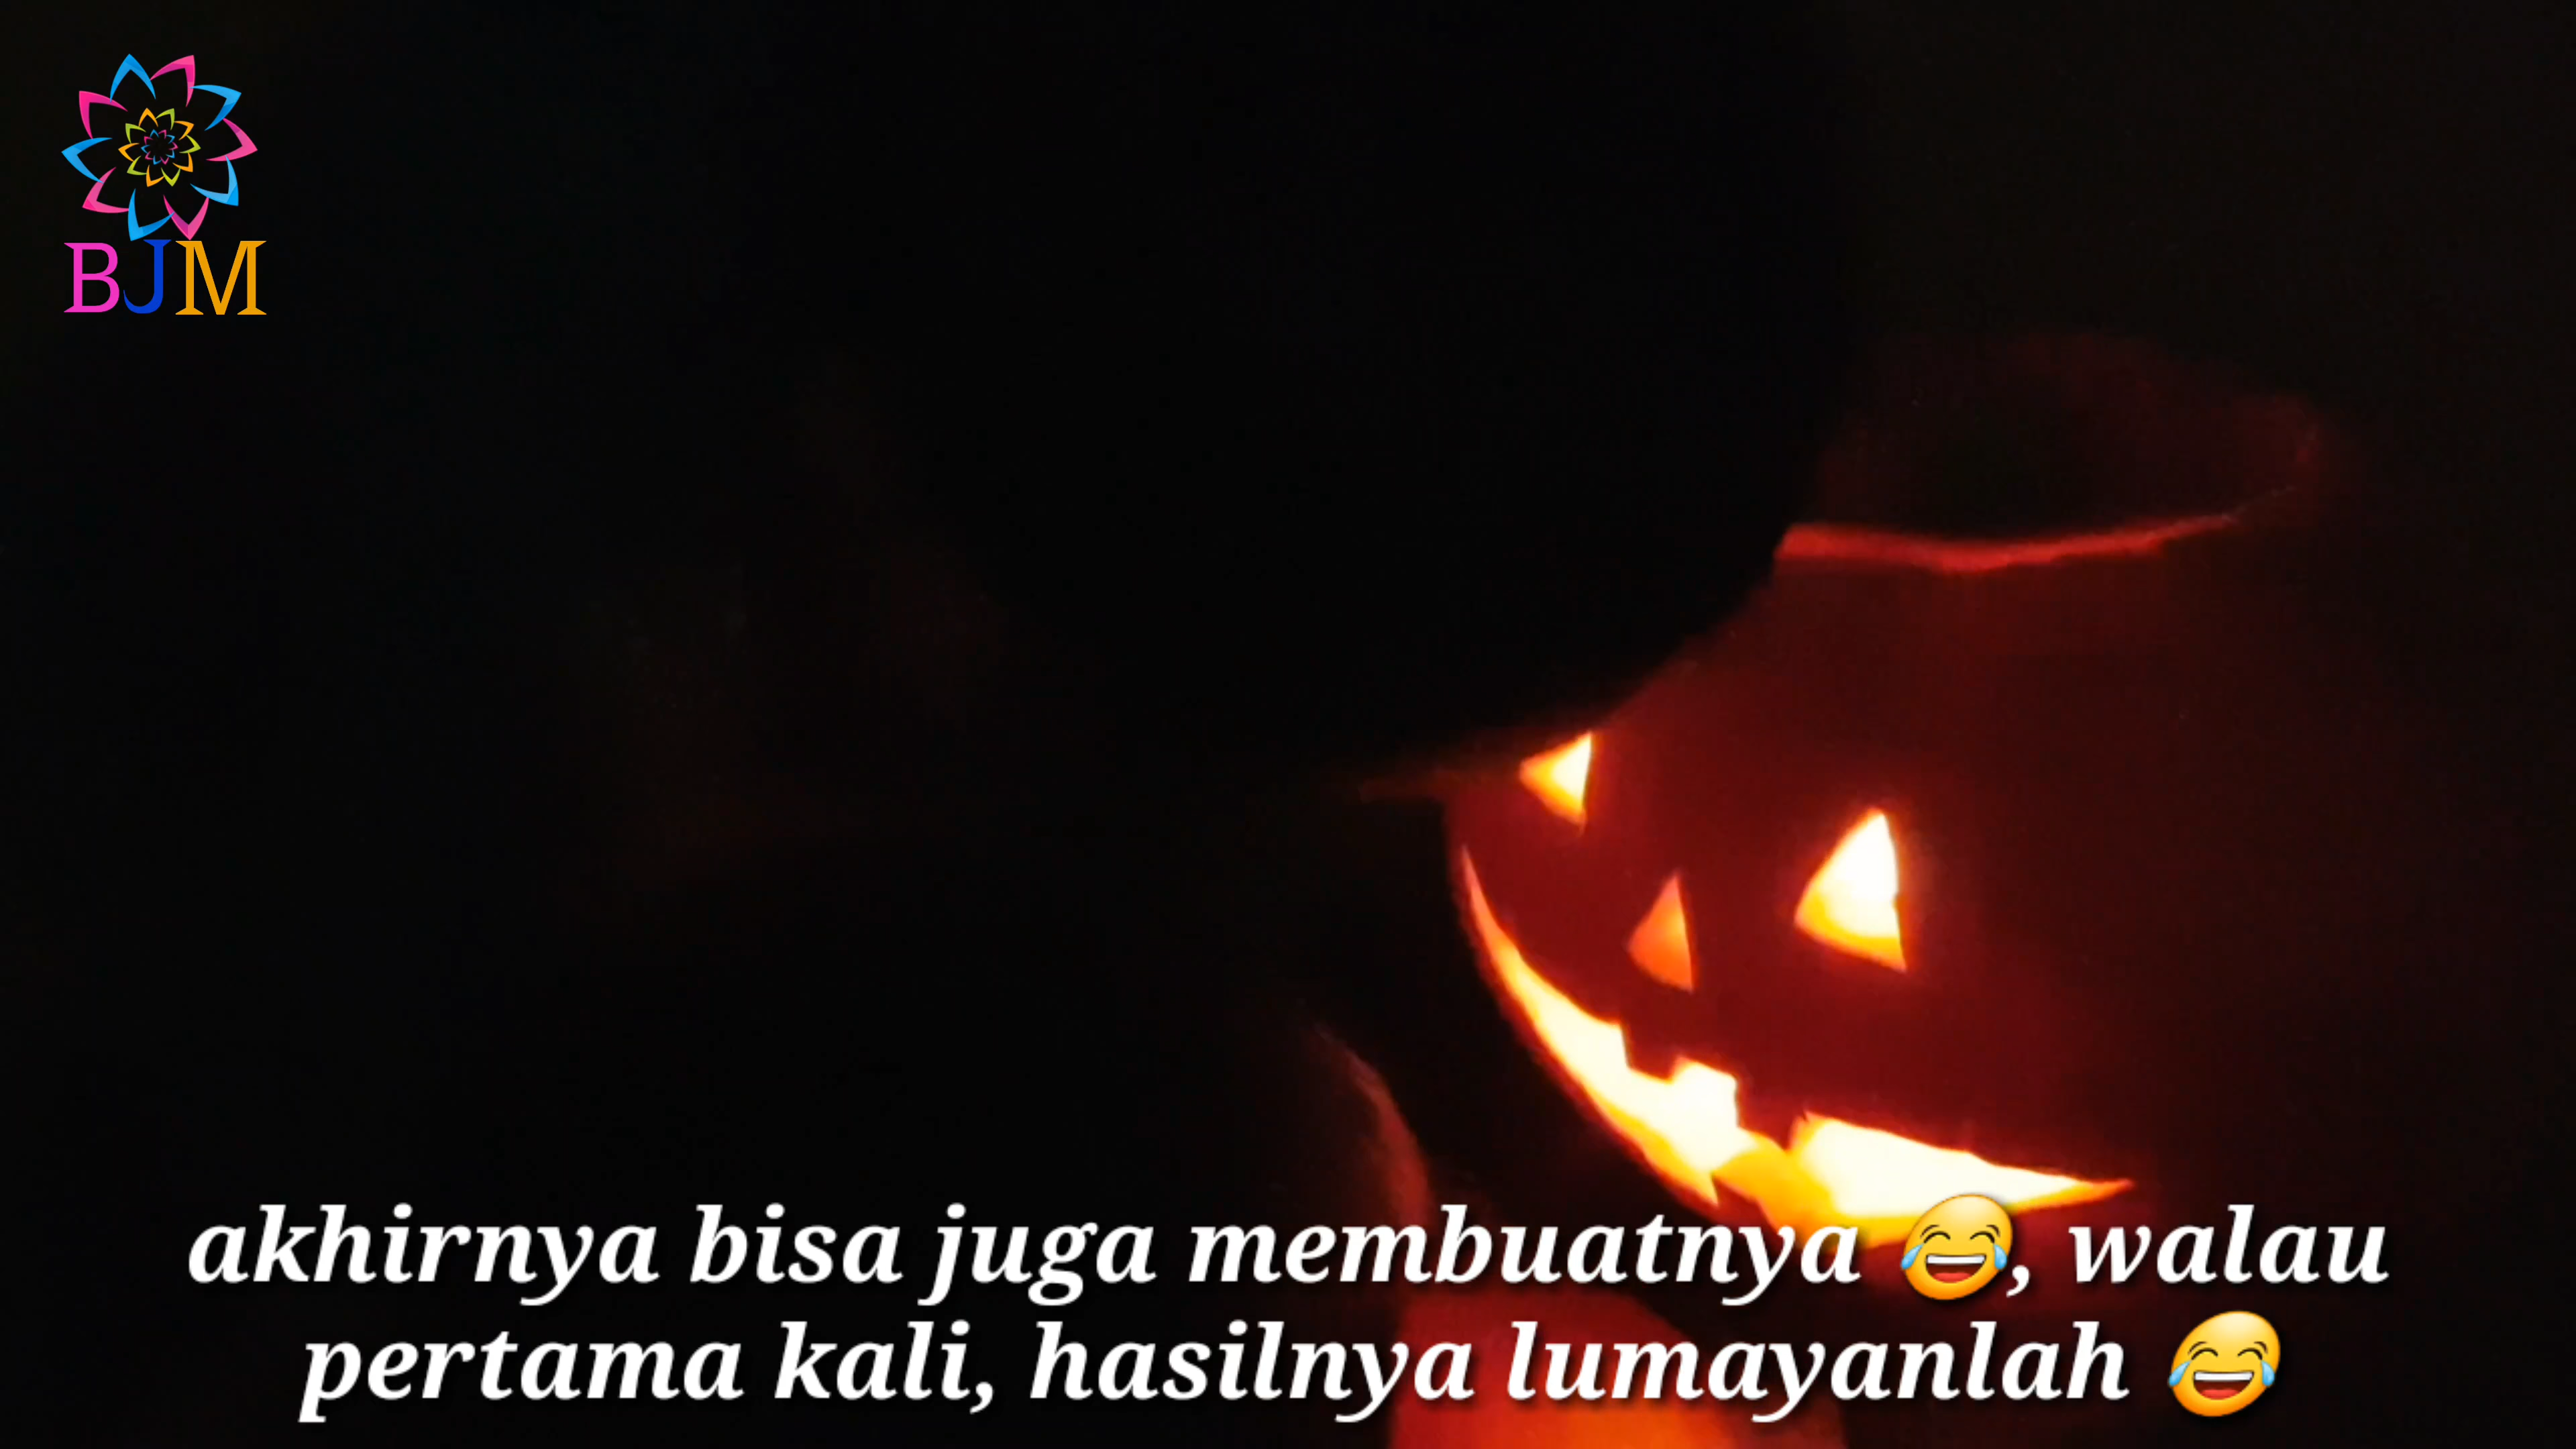 BJM
akhirnya bisa juga membuatnya 😂, walau
pertama kali, hasilnya lumayanlah 😂